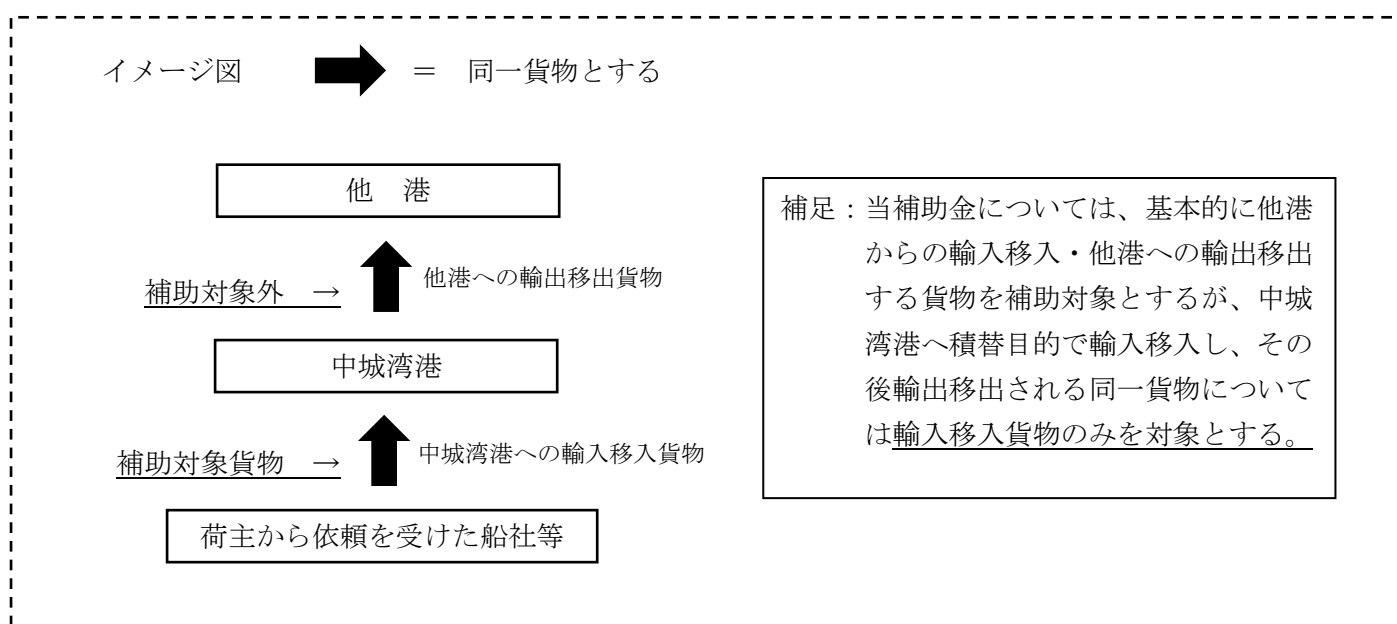 イメージ図 ＝ 同一貨物とする
他 港
補助対象外 → 他港への輸出移出貨物
中城湾港
補助対象貨物 → 中城湾港への輸入移入貨物
荷主から依頼を受けた船社等
補足：当補助金については、基本的に他港
からの輸入移入・他港への輸出移出
する貨物を補助対象とするが、中城
湾港へ積替目的で輸入移入し、その
後輸出移出される同一貨物について
は輸入移入貨物のみを対象とする。